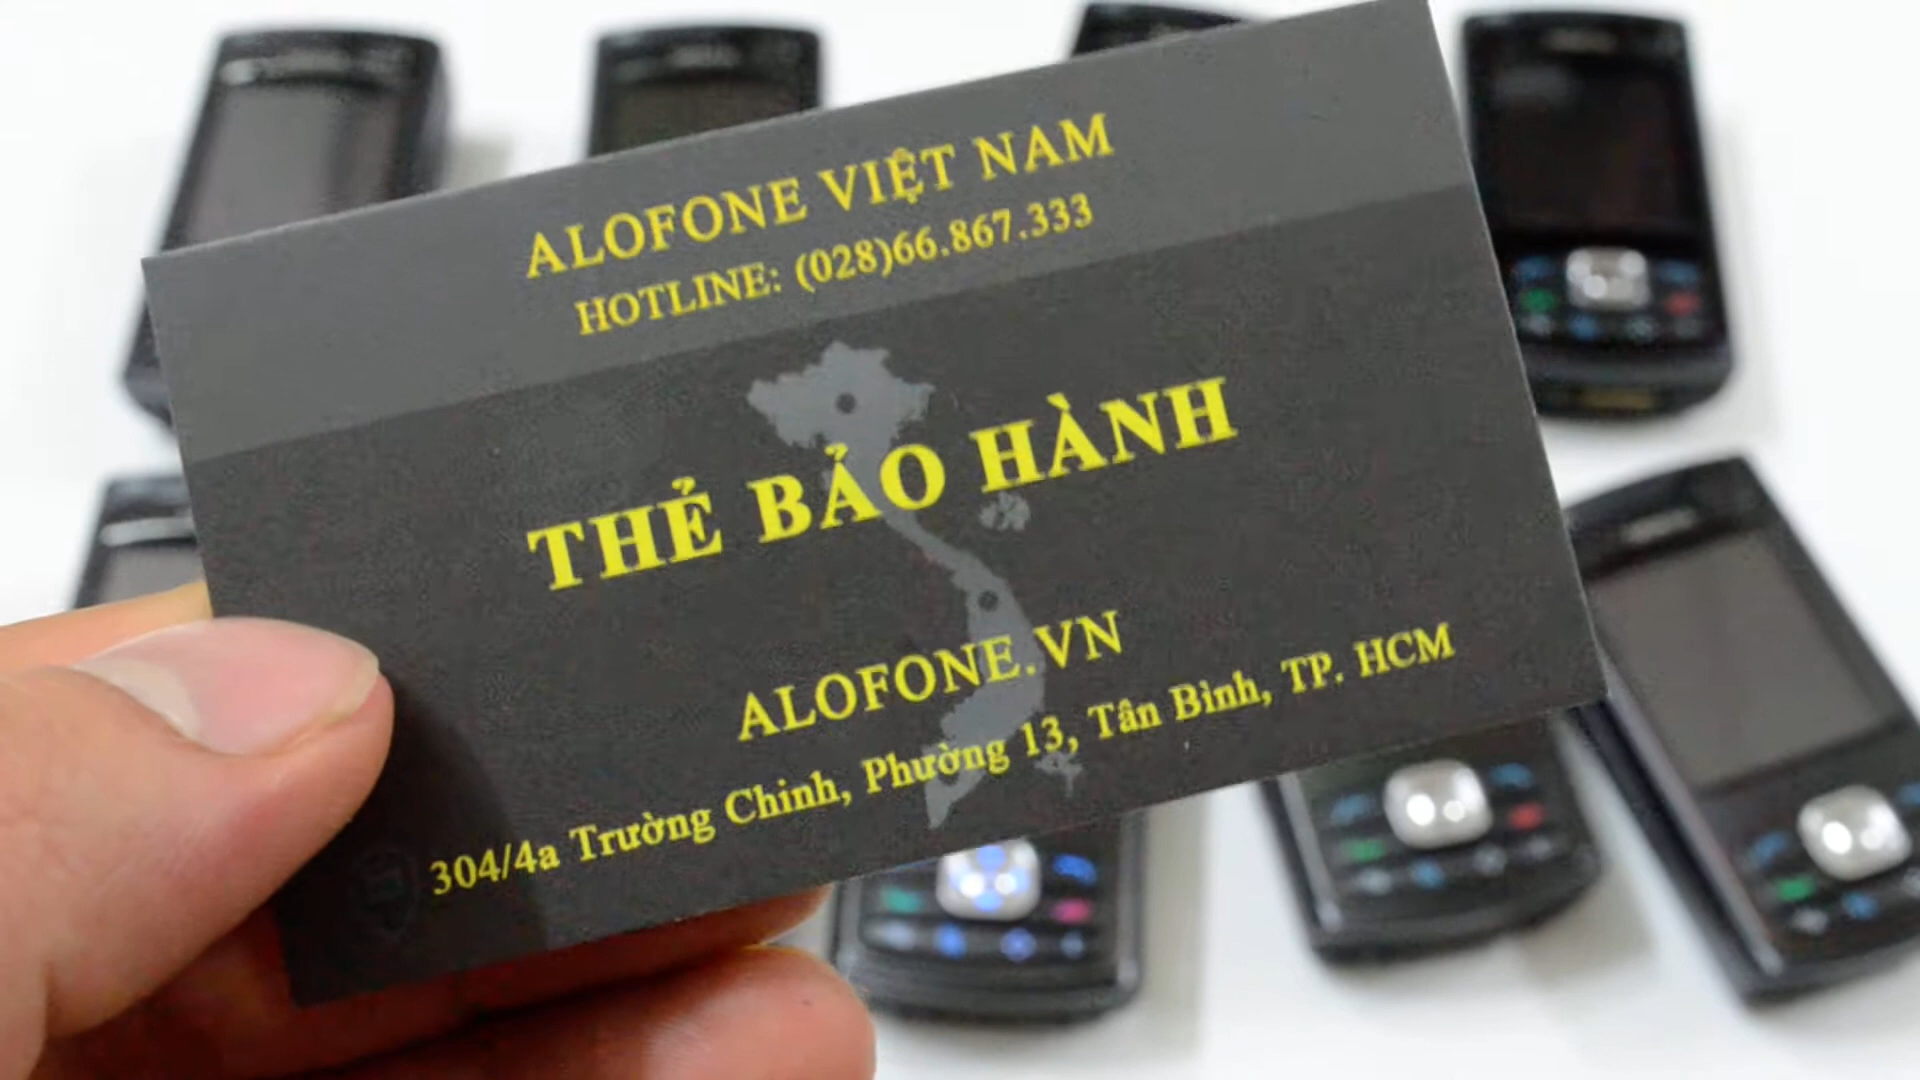 ALOFONE VIỆT NAM
HOTLINE: (028)66.867.333
THẺ BẢO HÀNH
ALOFONE.VN
304/4a Trường Chinh, Phường 13, Tân Bình, TP. HCM